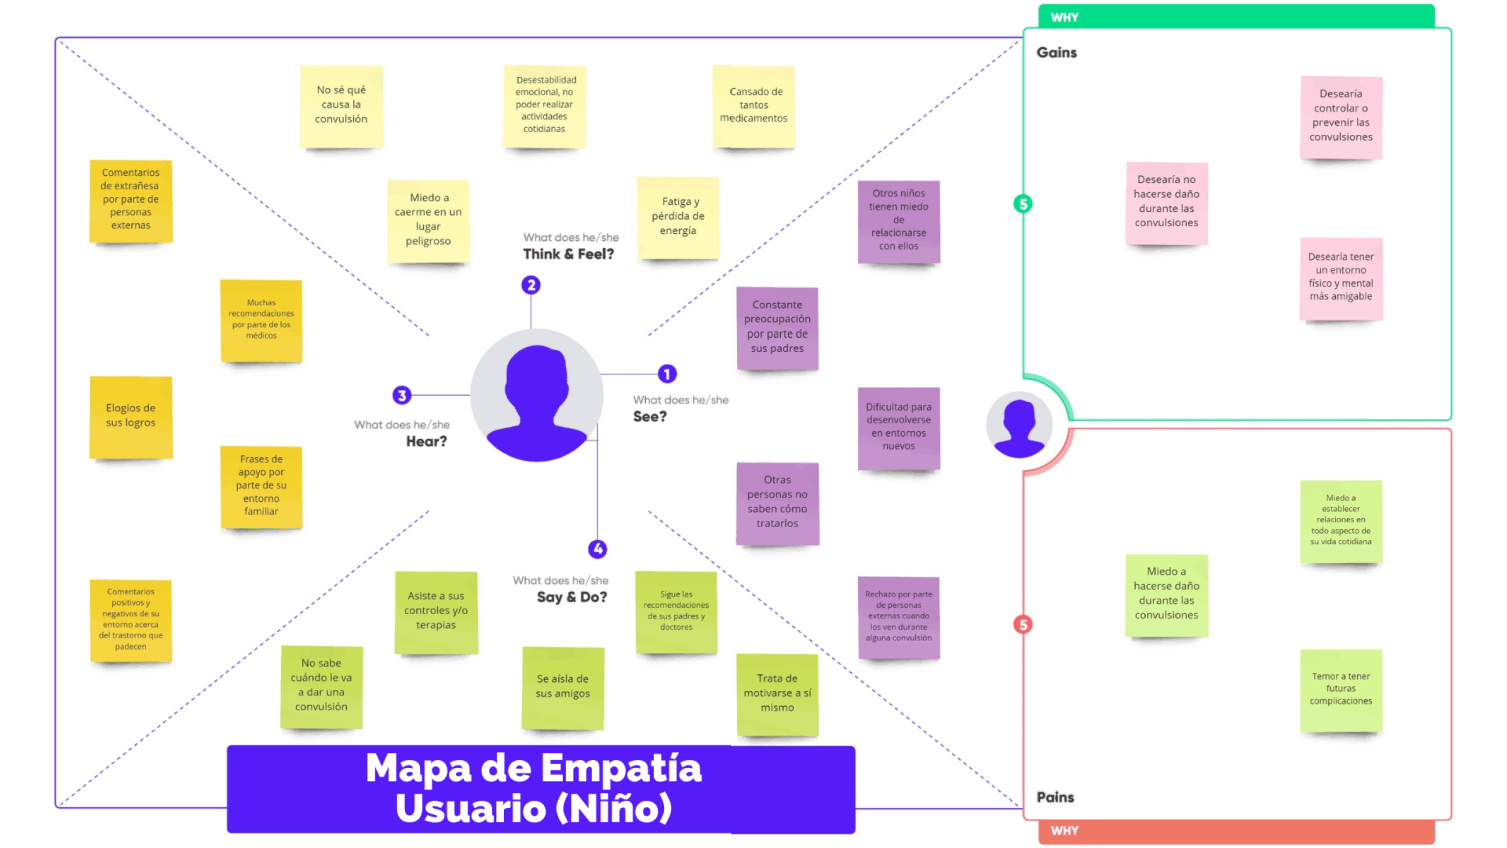 WHY
Gains
No sé qué
causa la
convulsión
Desestabilidad
emocional, no
poder realizar
actividades
cotidianas
Cansado de
tantos
medicamentos
Miedo a
caerme en un
lugar
peligroso
Fatiga y
pérdida de
energía
What does he/she
Think & Feel?
2
Comentarios
de extrañesa
por parte de
personas
externas
Muchas
recomendaciones
por parte de los
médicos
Elogios de
sus logros
Frases de
apoyo por
parte de su
entorno
familiar
Comentarios
positivos y
negativos de su
entorno acerca
del trastorno que
padecen
3
What does he/she
Hear?
1
What does he/she
See?
Otros niños
tienen miedo
de
relacionarse
con ellos
Constante
preocupación
por parte de
sus padres
Dificultad para
desenvolverse
en entornos
nuevos
Otras
personas no
saben cómo
tratarlos
Rechazo por parte
de personas
externas cuando
los ven durante
alguna convulsión
4
What does he/she
Say & Do?
Asiste a sus
controles y/o
terapias
Sigue las
recomendaciones
de sus padres y
doctores
No sabe
cuándo le va
a dar una
convulsión
Se aísla de
sus amigos
Trata de
motivarse a sí
mismo
Mapa de Empatía
Usuario (Niño)
5
Desearía
controlar o
prevenir las
convulsiones
Desearía no
hacerse daño
durante las
convulsiones
Desearía tener
un entorno
físico y mental
más amigable
5
Miedo a
establecer
relaciones en
todo aspecto de
su vida cotidiana
Miedo a
hacerse daño
durante las
convulsiones
Temor a tener
futuras
complicaciones
Pains
WHY